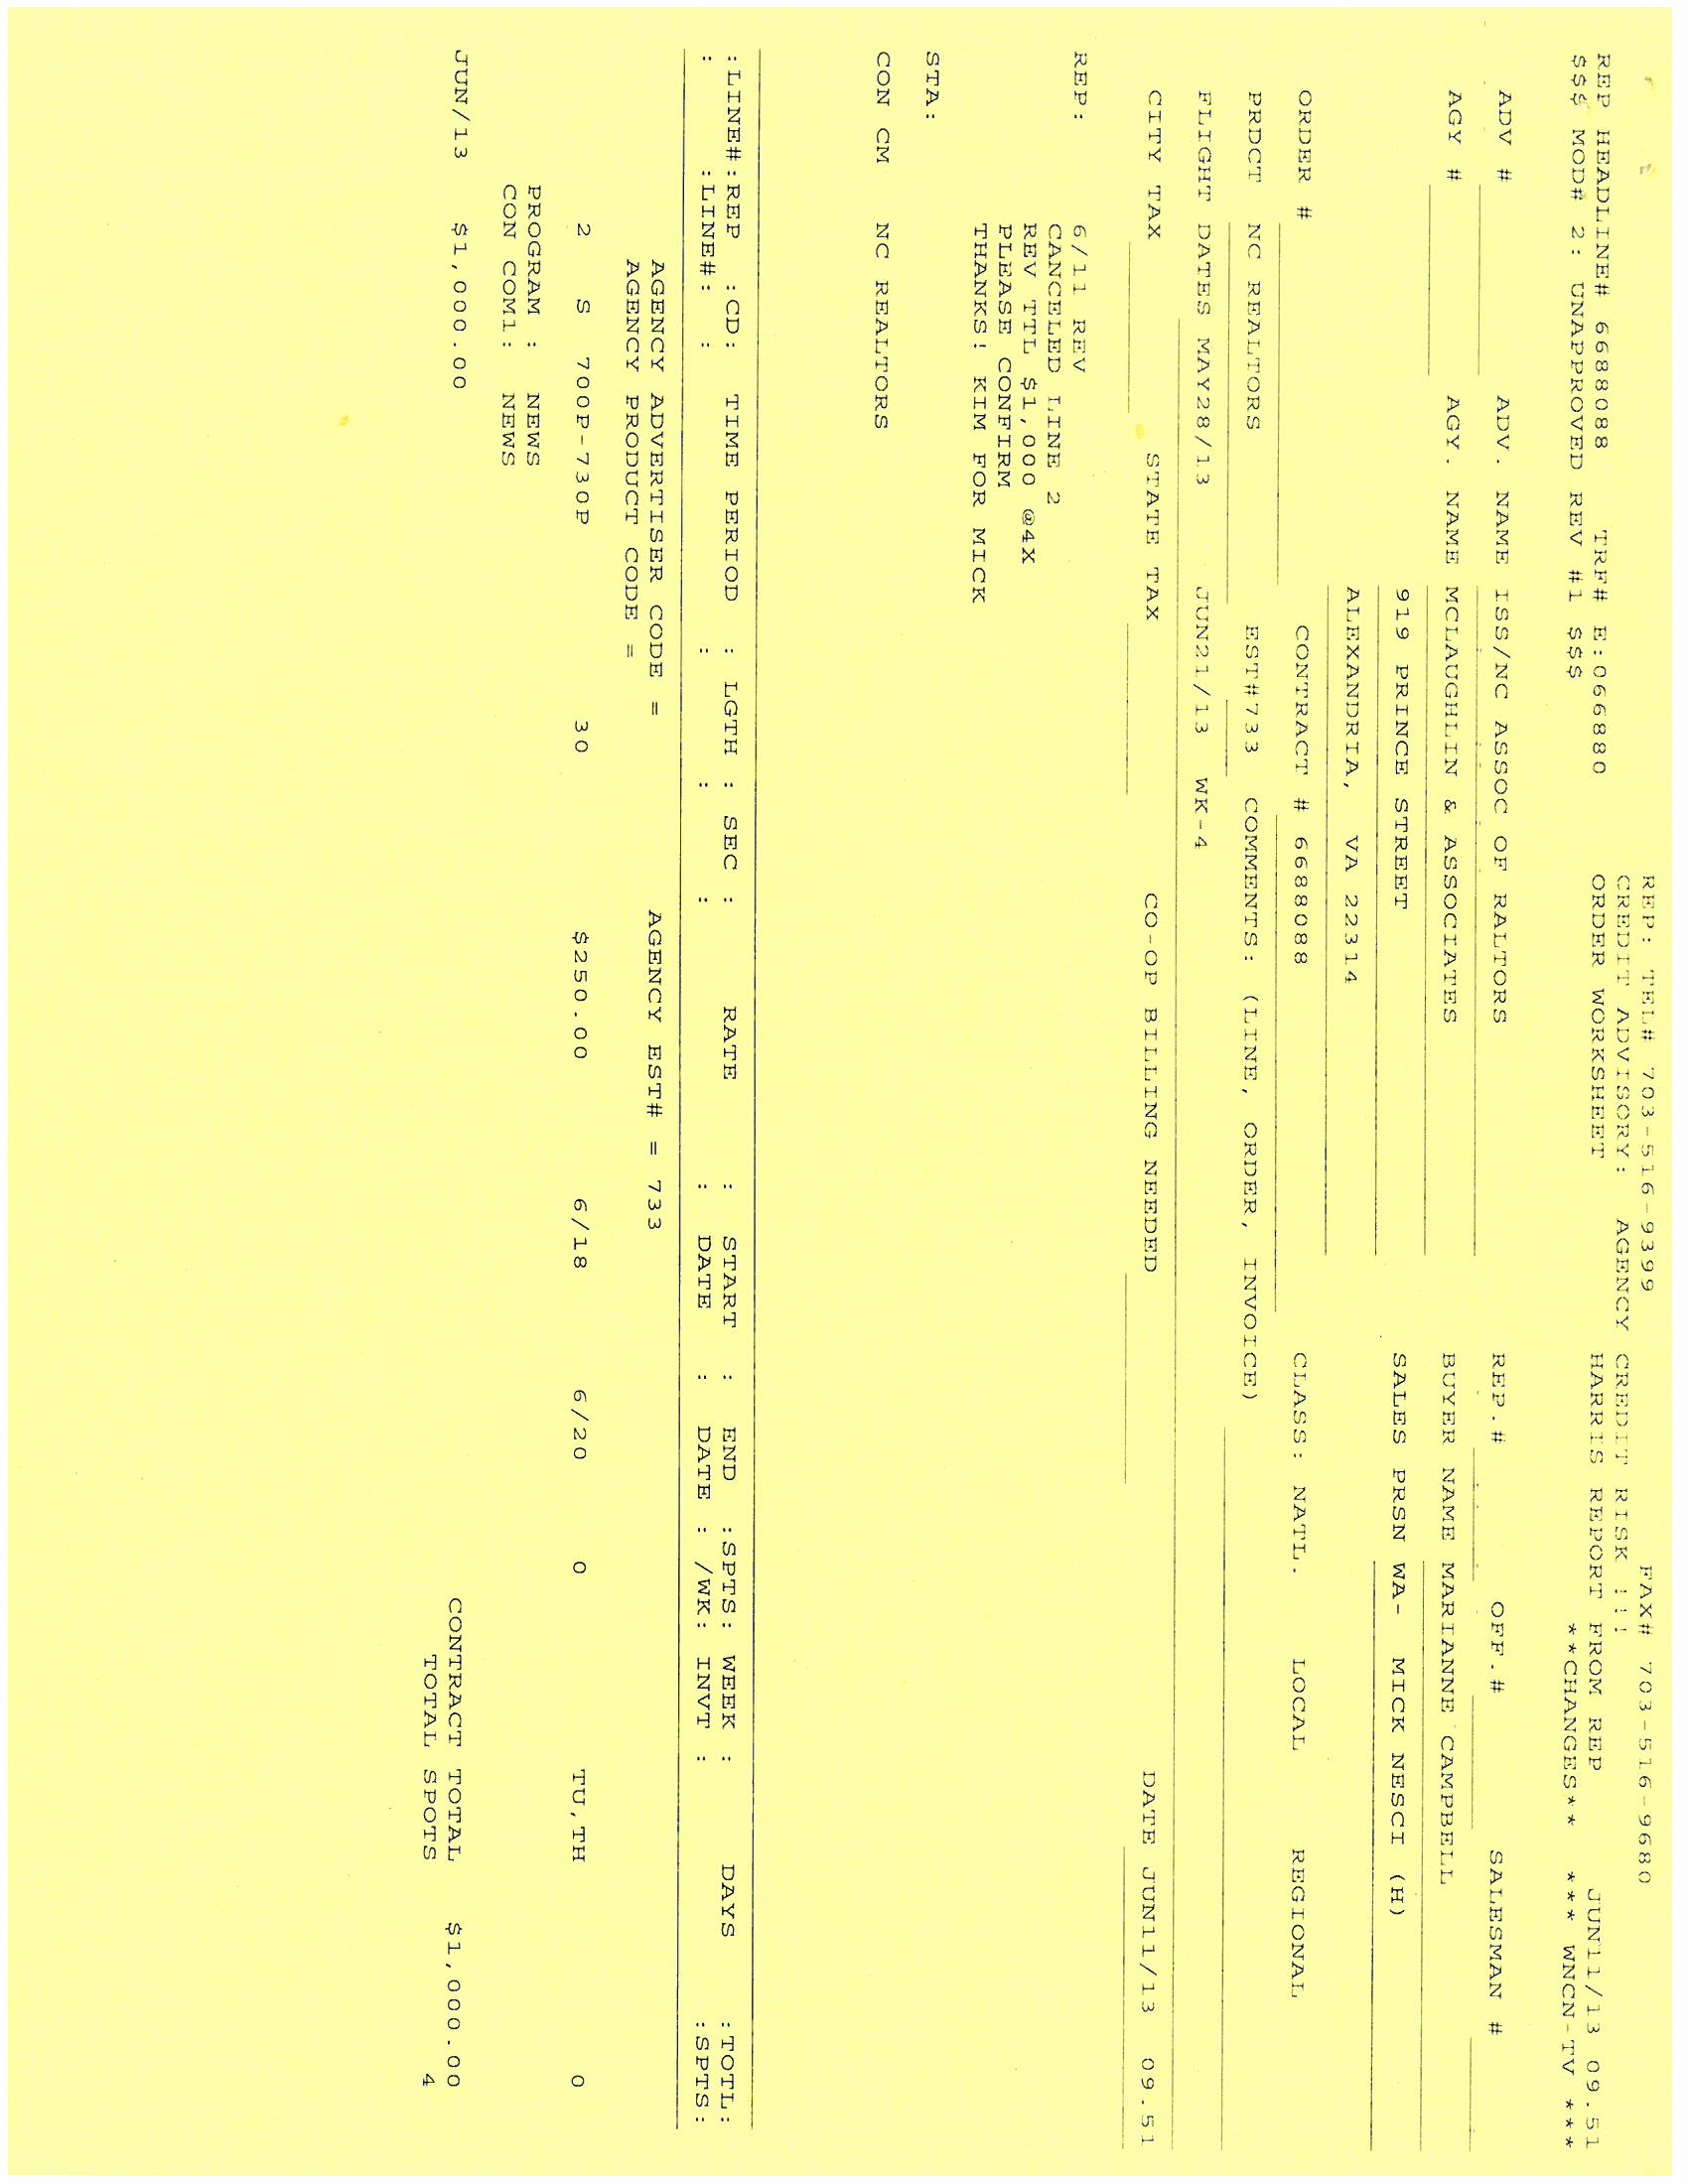 REP: TEL# 703-516-9399 FAX# 703-516-9680
CREDIT ADVISORY: AGENCY CREDIT RISK !!!
REP HEADLINE# 6688088 TRF# E:066880 ORDER WORKSHEET HARRIS REPORT FROM REP JUN11/13 09.51
$$$ MOD# 2: UNAPPROVED REV #1 $$$ **CHANGES** *** WNCN-TV ***
ADV # ADV. NAME ISS/NC ASSOC OF RALTORS REP.# OFF.# SALESMAN #
AGY # AGY. NAME MCLAUGHLIN & ASSOCIATES BUYER NAME MARIANNE CAMPBELL
919 PRINCE STREET SALES PRSN WA- MICK NESCI (H)
ALEXANDRIA, VA 22314
ORDER # CONTRACT # 6688088 CLASS: NATL. LOCAL REGIONAL
PRDCT NC REALTORS EST#733 COMMENTS: (LINE, ORDER, INVOICE)
FLIGHT DATES MAY28/13 JUN21/13 WK-4
CITY TAX STATE TAX CO-OP BILLING NEEDED DATE JUN11/13 09.51
REP: 6/11 REV
CANCELED LINE 2
REV TTL $1,000 @4X
PLEASE CONFIRM
THANKS! KIM FOR MICK
STA:
CON CM NC REALTORS
:LINE#:REP :CD: TIME PERIOD : LGTH : SEC : RATE : START : END :SPTS: WEEK : DAYS :TOTL:
: :LINE#: : : : : : DATE : DATE : /WK: INVT : :SPTS:
AGENCY ADVERTISER CODE = AGENCY EST# = 733
AGENCY PRODUCT CODE =
2 S 700P-730P 30 $250.00 6/18 6/20 0 TU,TH 0
PROGRAM : NEWS
CON COM1: NEWS
JUN/13 $1,000.00 CONTRACT TOTAL $1,000.00
TOTAL SPOTS 4